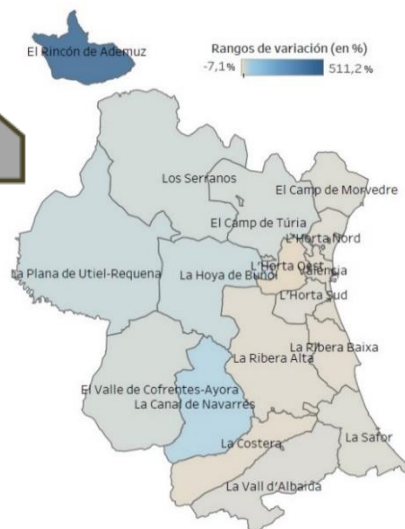 El Rincón de Ademuz
Rangos de variación (en %)
-7,1% 511,2 %
Los Serranos
El Camp de Morvedre
El Camp de Túria
L'Horta Nord
L'Horta Oest
València
La Plana de Utiel-Requena
La Hoya de Buñol
L'Horta Sud
La Ribera Baixa
La Ribera Alta
El Valle de Cofrentes-Ayora
La Canal de Navarrés
La Costera
La Safor
La Vall d'Albaida